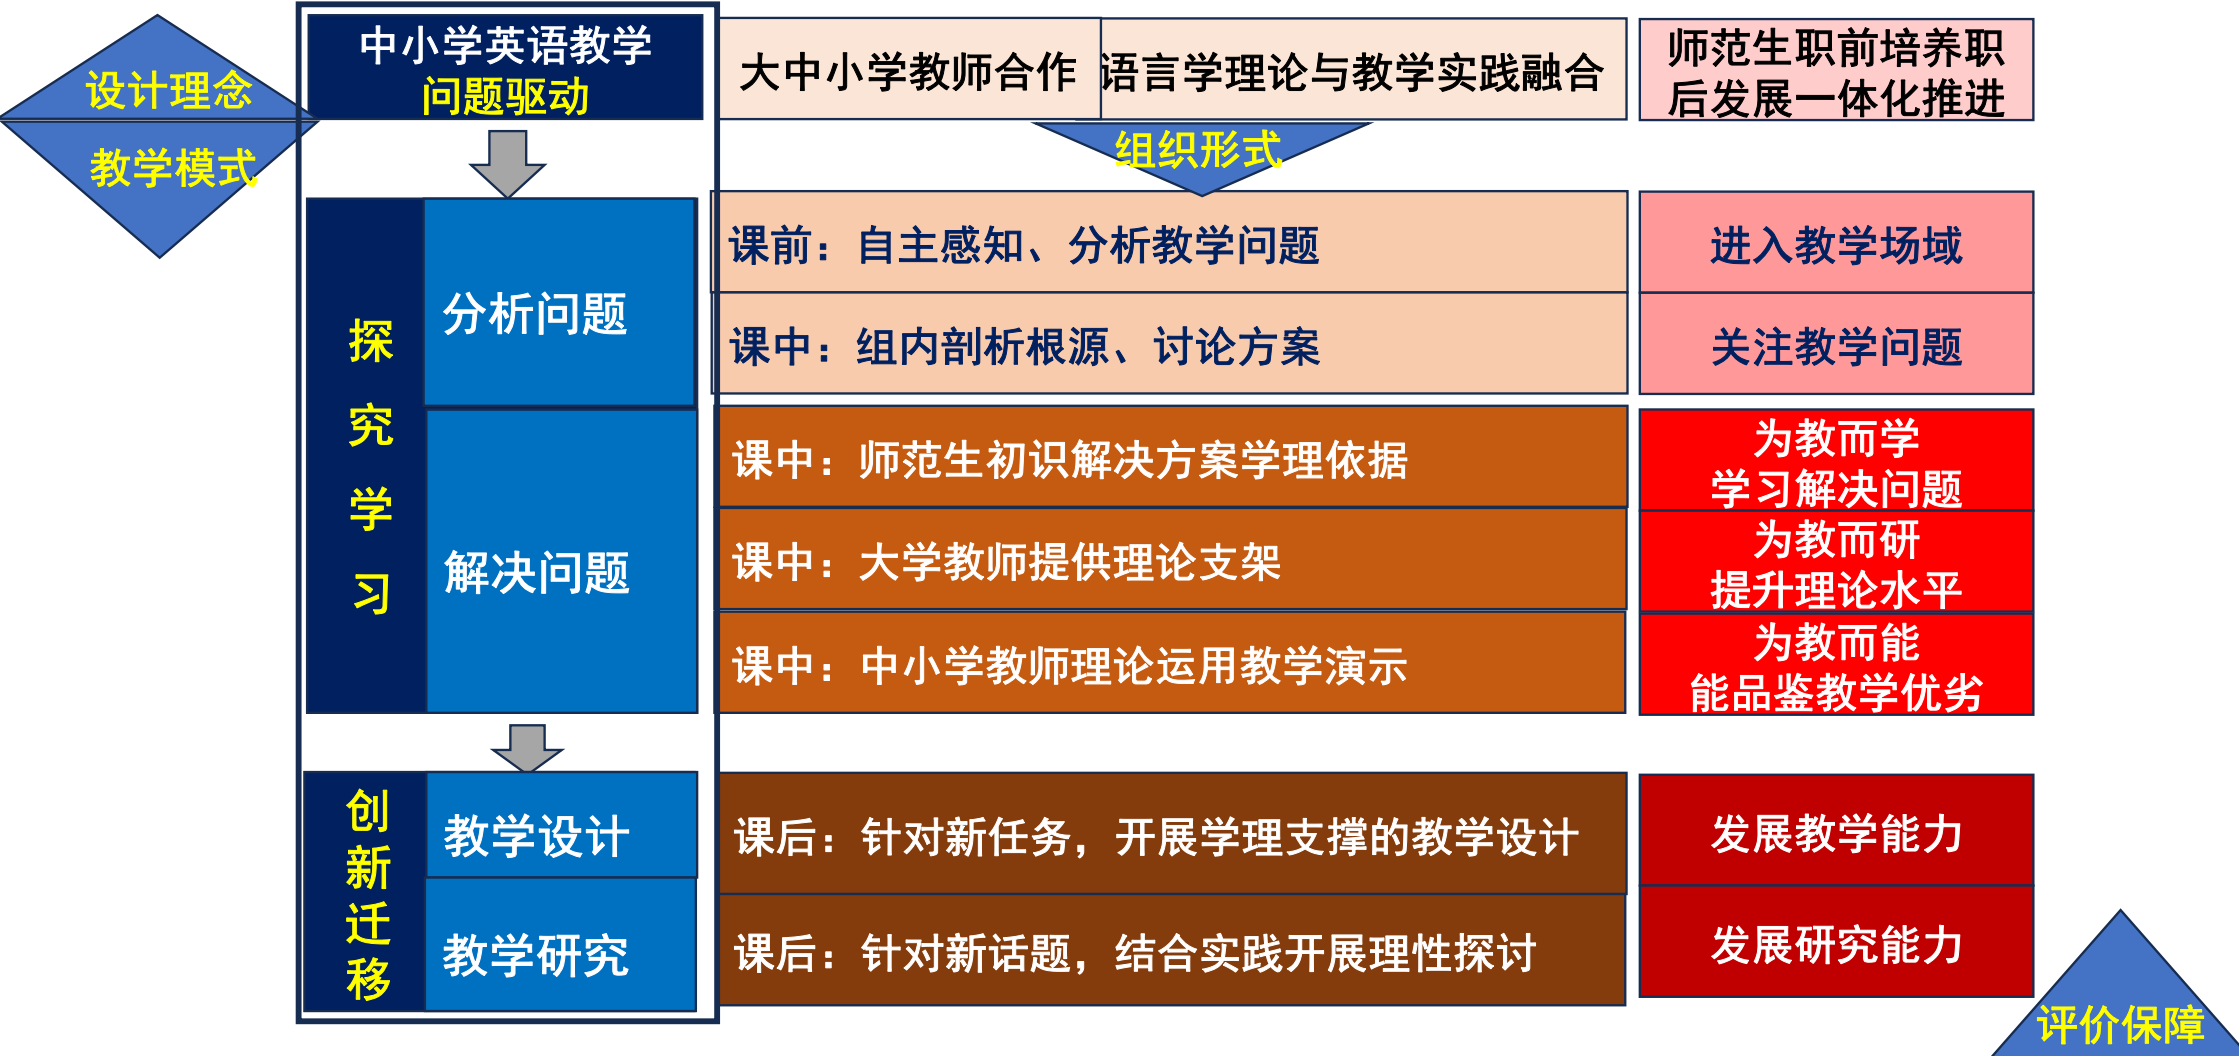 设计理念
教学模式
中小学英语教学
问题驱动
大中小学教师合作
语言学理论与教学实践融合
师范生职前培养职
后发展一体化推进
组织形式
探
究
学
习
分析问题
课前：自主感知、分析教学问题
进入教学场域
课中：组内剖析根源、讨论方案
关注教学问题
解决问题
课中：师范生初识解决方案学理依据
为教而学
学习解决问题
课中：大学教师提供理论支架
为教而研
提升理论水平
课中：中小学教师理论运用教学演示
为教而能
能品鉴教学优劣
创
新
迁
移
教学设计
课后：针对新任务，开展学理支撑的教学设计
发展教学能力
教学研究
课后：针对新话题，结合实践开展理性探讨
发展研究能力
评价保障